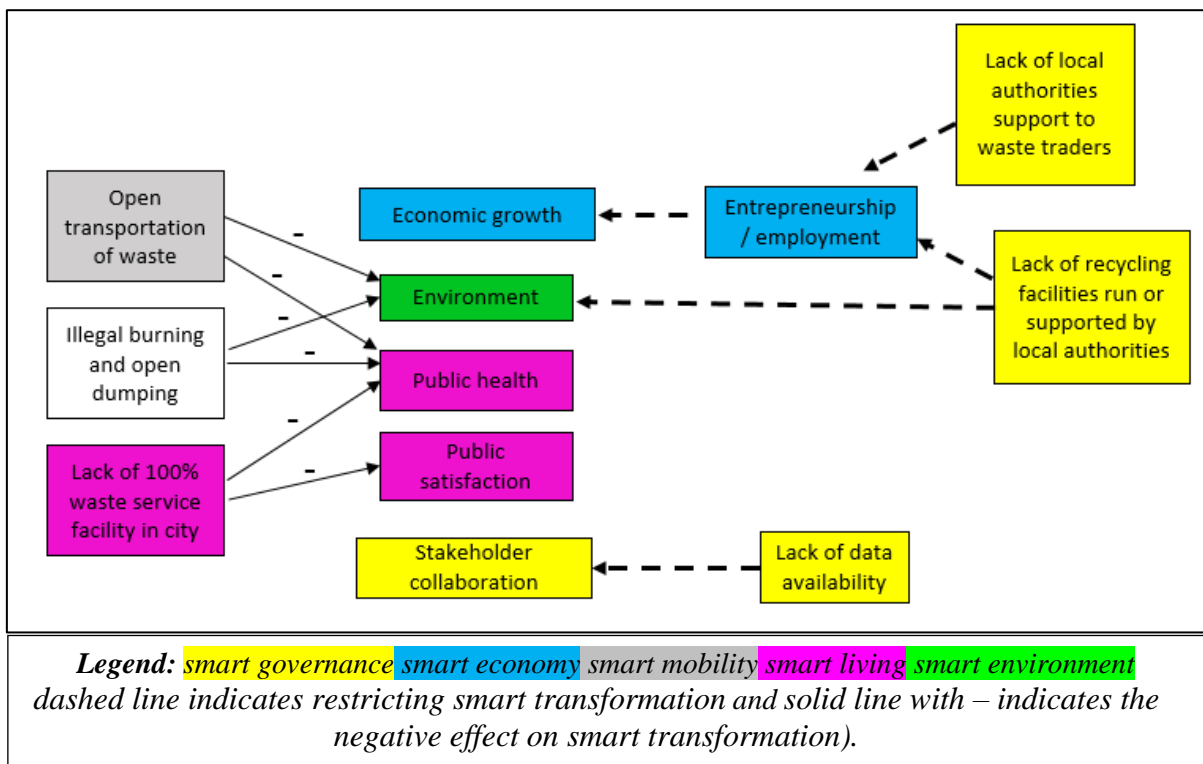 Lack of local
authorities
support to
waste traders
Open
transportation
of waste
Economic growth
Entrepreneurship
/ employment
Lack of recycling
facilities run or
supported by
local authorities
-
-
Environment
-
Illegal burning
and open
dumping
-
Public health
-
Lack of 100%
waste service
facility in city
-
Public
satisfaction
Stakeholder
collaboration
Lack of data
availability
Legend: smart governance smart economy smart mobility smart living smart environment
dashed line indicates restricting smart transformation and solid line with – indicates the
negative effect on smart transformation).